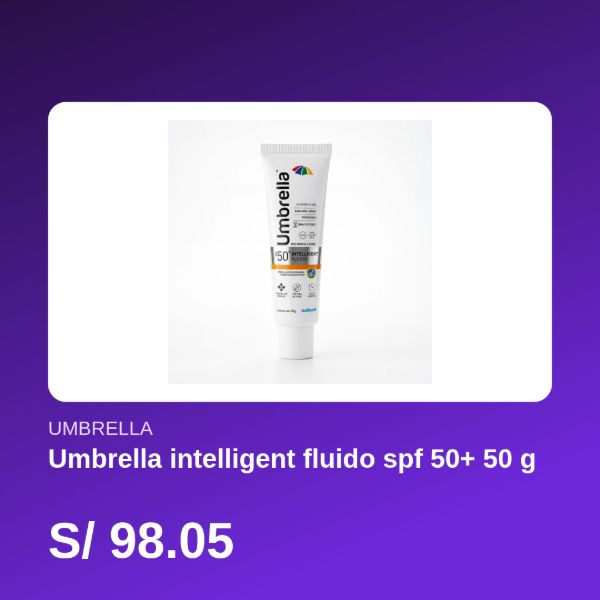 Umbrella
50+
INTELLIGENT
FLUIDO
UMBRELLA
Umbrella intelligent fluido spf 50+ 50 g
S/ 98.05